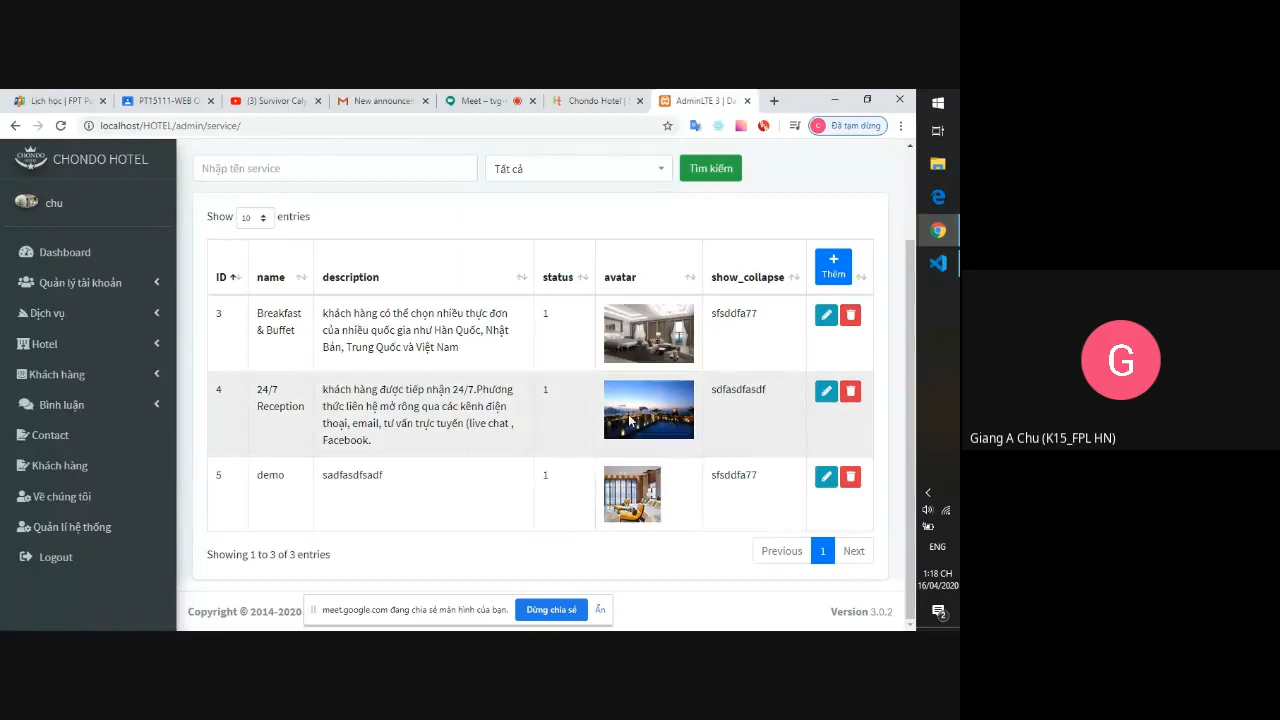 Lịch học | FPT Po
PT15111-WEB Q
(3) Survivor Caly
New announcem
Meet – tvg-
Chondo Hotel |
AdminLTE 3 | Da
localhost/HOTEL/admin/service/
C
Đã tạm dừng
CHONDO
CHONDO HOTEL
chu
Dashboard
Quản lý tài khoản
Dịch vụ
Hotel
Khách hàng
Bình luận
Contact
Khách hàng
Về chúng tôi
Quản lí hệ thống
Logout
Nhập tên service
Tất cả
Tìm kiếm
Show 10 entries
ID name description status avatar show_collapse + Thêm
3 Breakfast & Buffet
khách hàng có thể chọn nhiều thực đơn
của nhiều quốc gia như Hàn Quốc, Nhật
Bản, Trung Quốc và Việt Nam
1
sfsddfa77
4 24/7 Reception
khách hàng được tiếp nhận 24/7.Phương
thức liên hệ mở rông qua các kênh điện
thoại, email, tư vấn trực tuyến (live chat ,
Facebook.
1
sdfasdfasdf
5 demo sadfasdfsadf 1 sfsddfa77
Showing 1 to 3 of 3 entries
Previous 1 Next
Copyright © 2014-2020
meet.google.com đang chia sẻ màn hình của bạn.
Dừng chia sẻ
Ẩn
Version 3.0.2
ENG
1:18 CH
16/04/2020
2
G
Giang A Chu (K15_FPL HN)